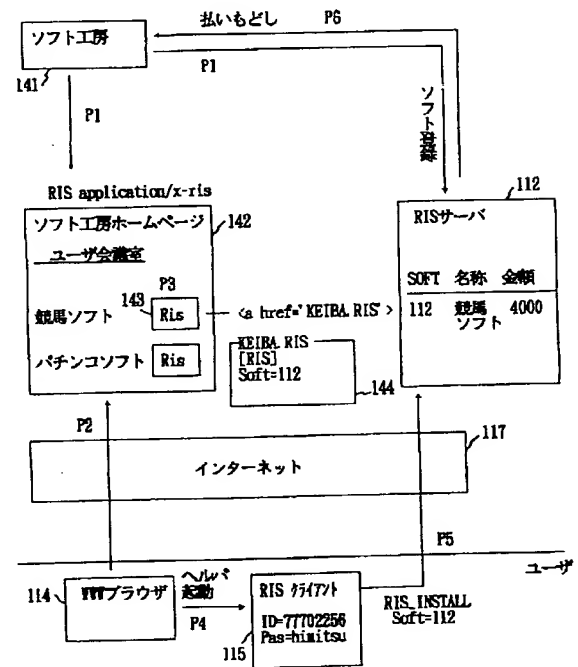 払いもどし P6
ソフト工房
P1
141
P1
ソフト登録
RIS application/x-ris
112
ソフト工房ホームページ
142
ユーザ会議室
P3
143
競馬ソフト
Ris
パチンコソフト
Ris
<a href='KEIBA.RIS'>
KEIBA.RIS
[RIS]
Soft=112
144
RISサーバ
SOFT 名称 金額
112 競馬 4000
ソフト
P2
117
インターネット
P5
ユーザ
114
WWWブラウザ
ヘルパ
起動
P4
RIS クライアント
ID=77702256
Pas=himitsu
115
RIS_INSTALL
Soft=112